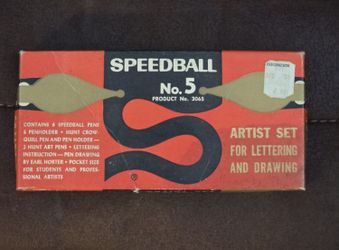 SPEEDBALL
No. 5
PRODUCT No. 3065
CONTAINS 6 SPEEDBALL PENS
& PENHOLDER • HUNT CROW-
QUILL PEN AND PEN HOLDER—
2 HUNT ART PENS • LETTERING
INSTRUCTION—PEN DRAWING
BY EARL HORTER • POCKET SIZE
FOR STUDENTS AND PROFES-
SIONAL ARTISTS
®
ARTIST SET
FOR LETTERING
AND DRAWING